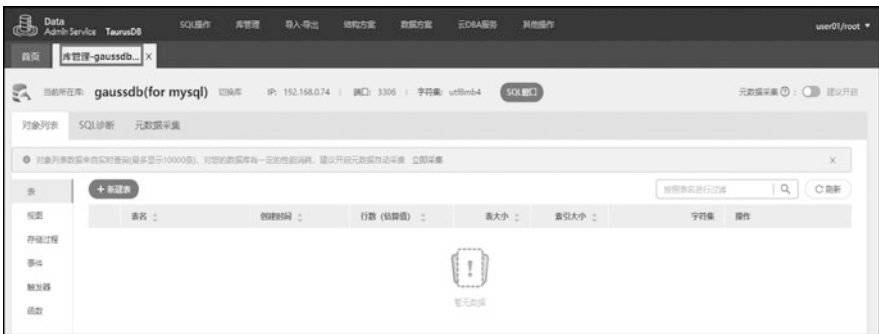 Data Admin Service TaurusDB SQL操作 库管理 导入·导出 结构方案 数据方案 云DBA服务 其他操作 user01/root
首页 库管理-gaussdb... ×
当前所在库: gaussdb(for mysql) 切换库 IP: 192.168.0.74 | 端口: 3306 | 字符集: utf8mb4 SQL窗口 元数据采集 ? : 建议开启
对象列表 SQL诊断 元数据采集
对象列表数据来自实时查询(最多显示10000条)、对您的数据库有一定的性能消耗, 建议开启元数据自动采集 立即采集 ×
表 + 新建表 按照表名进行过滤 刷新
表名 创建时间 行数 (估算值) 表大小 索引大小 字符集 操作
视图
存储过程
事件
触发器
函数
暂无数据